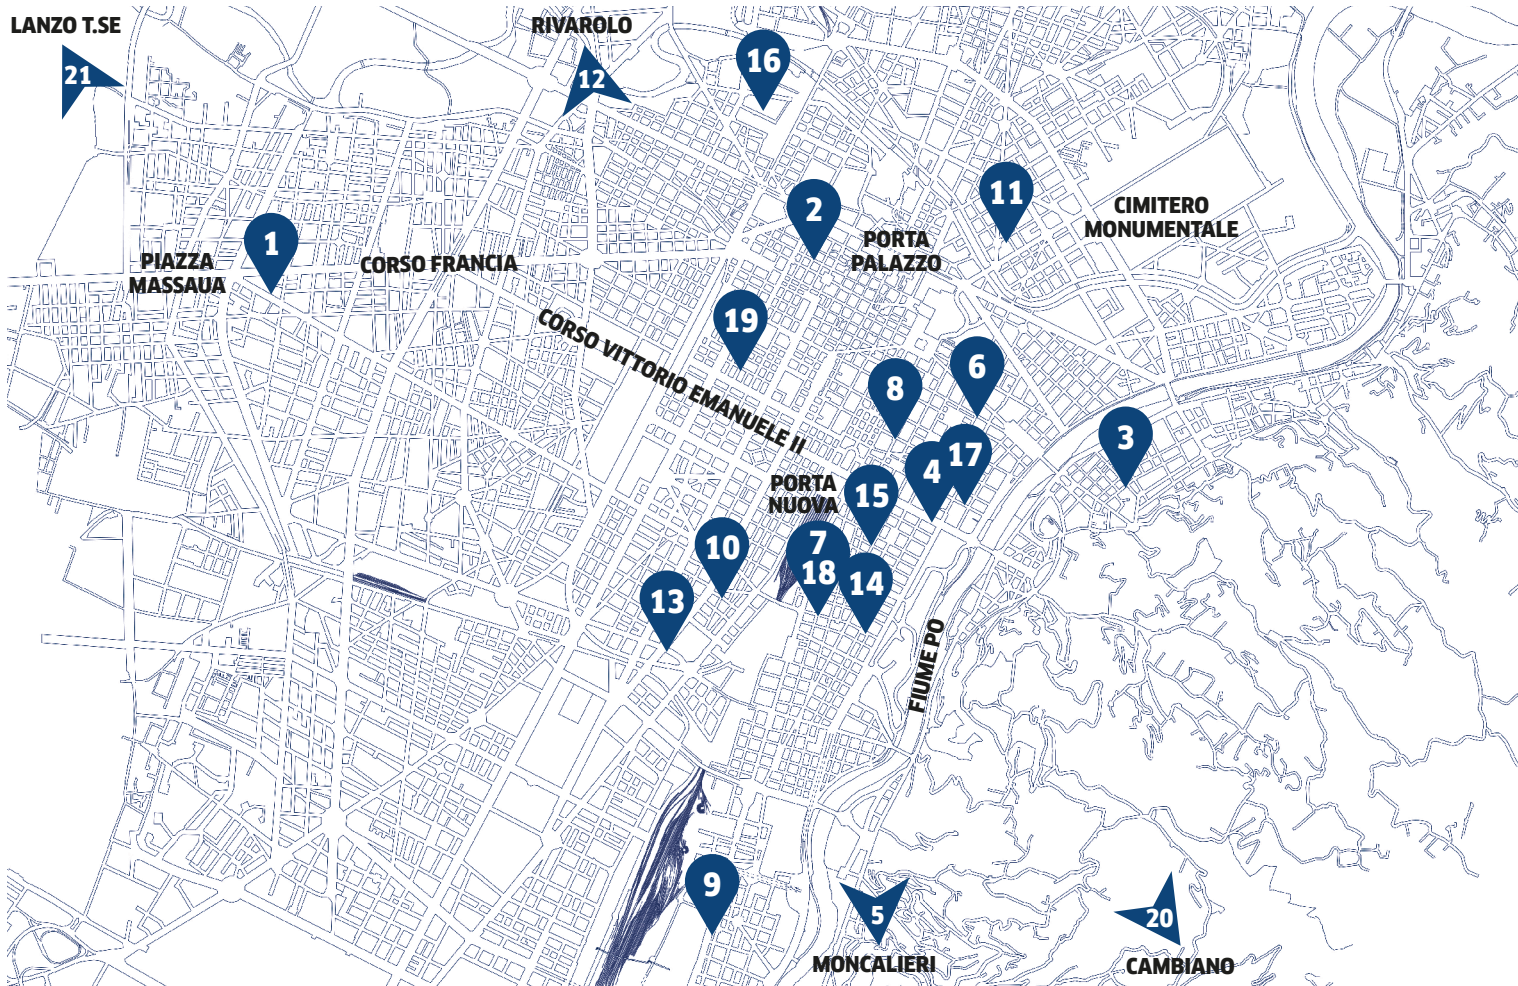 LANZO T.SE
21
RIVAROLO
12
16
11
2
CIMITERO
MONUMENTALE
PORTA
PALAZZO
1
PIAZZA
MASSAUA
CORSO FRANCIA
19
CORSO VITTORIO EMANUELE II
6
8
3
17
4
PORTA
NUOVA
15
10
7
18
14
13
FIUME PO
9
5
MONCALIERI
20
CAMBIANO